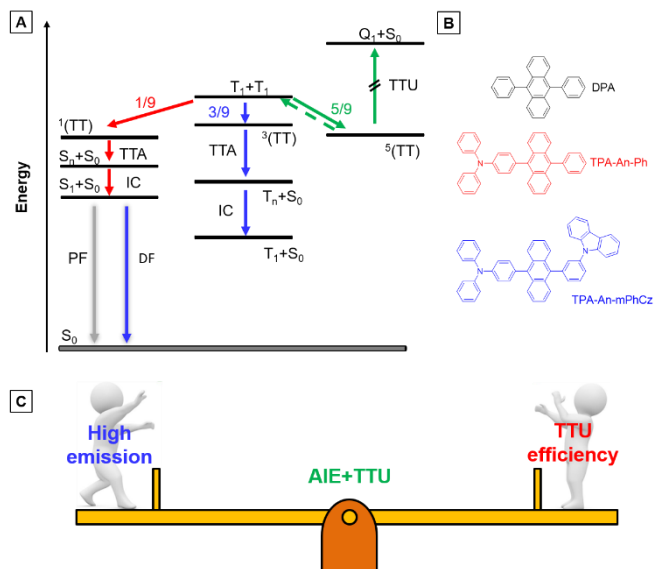 A
B
Q1+S0
T1+T1
1/9
3/9
5/9
TTU
1(TT)
3(TT)
5(TT)
Sn+S0
TTA
TTA
S1+S0
IC
Tn+S0
IC
T1+S0
PF
DF
S0
Energy
DPA
N
TPA-An-Ph
N
N
TPA-An-mPhCz
C
High
emission
TTU
efficiency
AIE+TTU